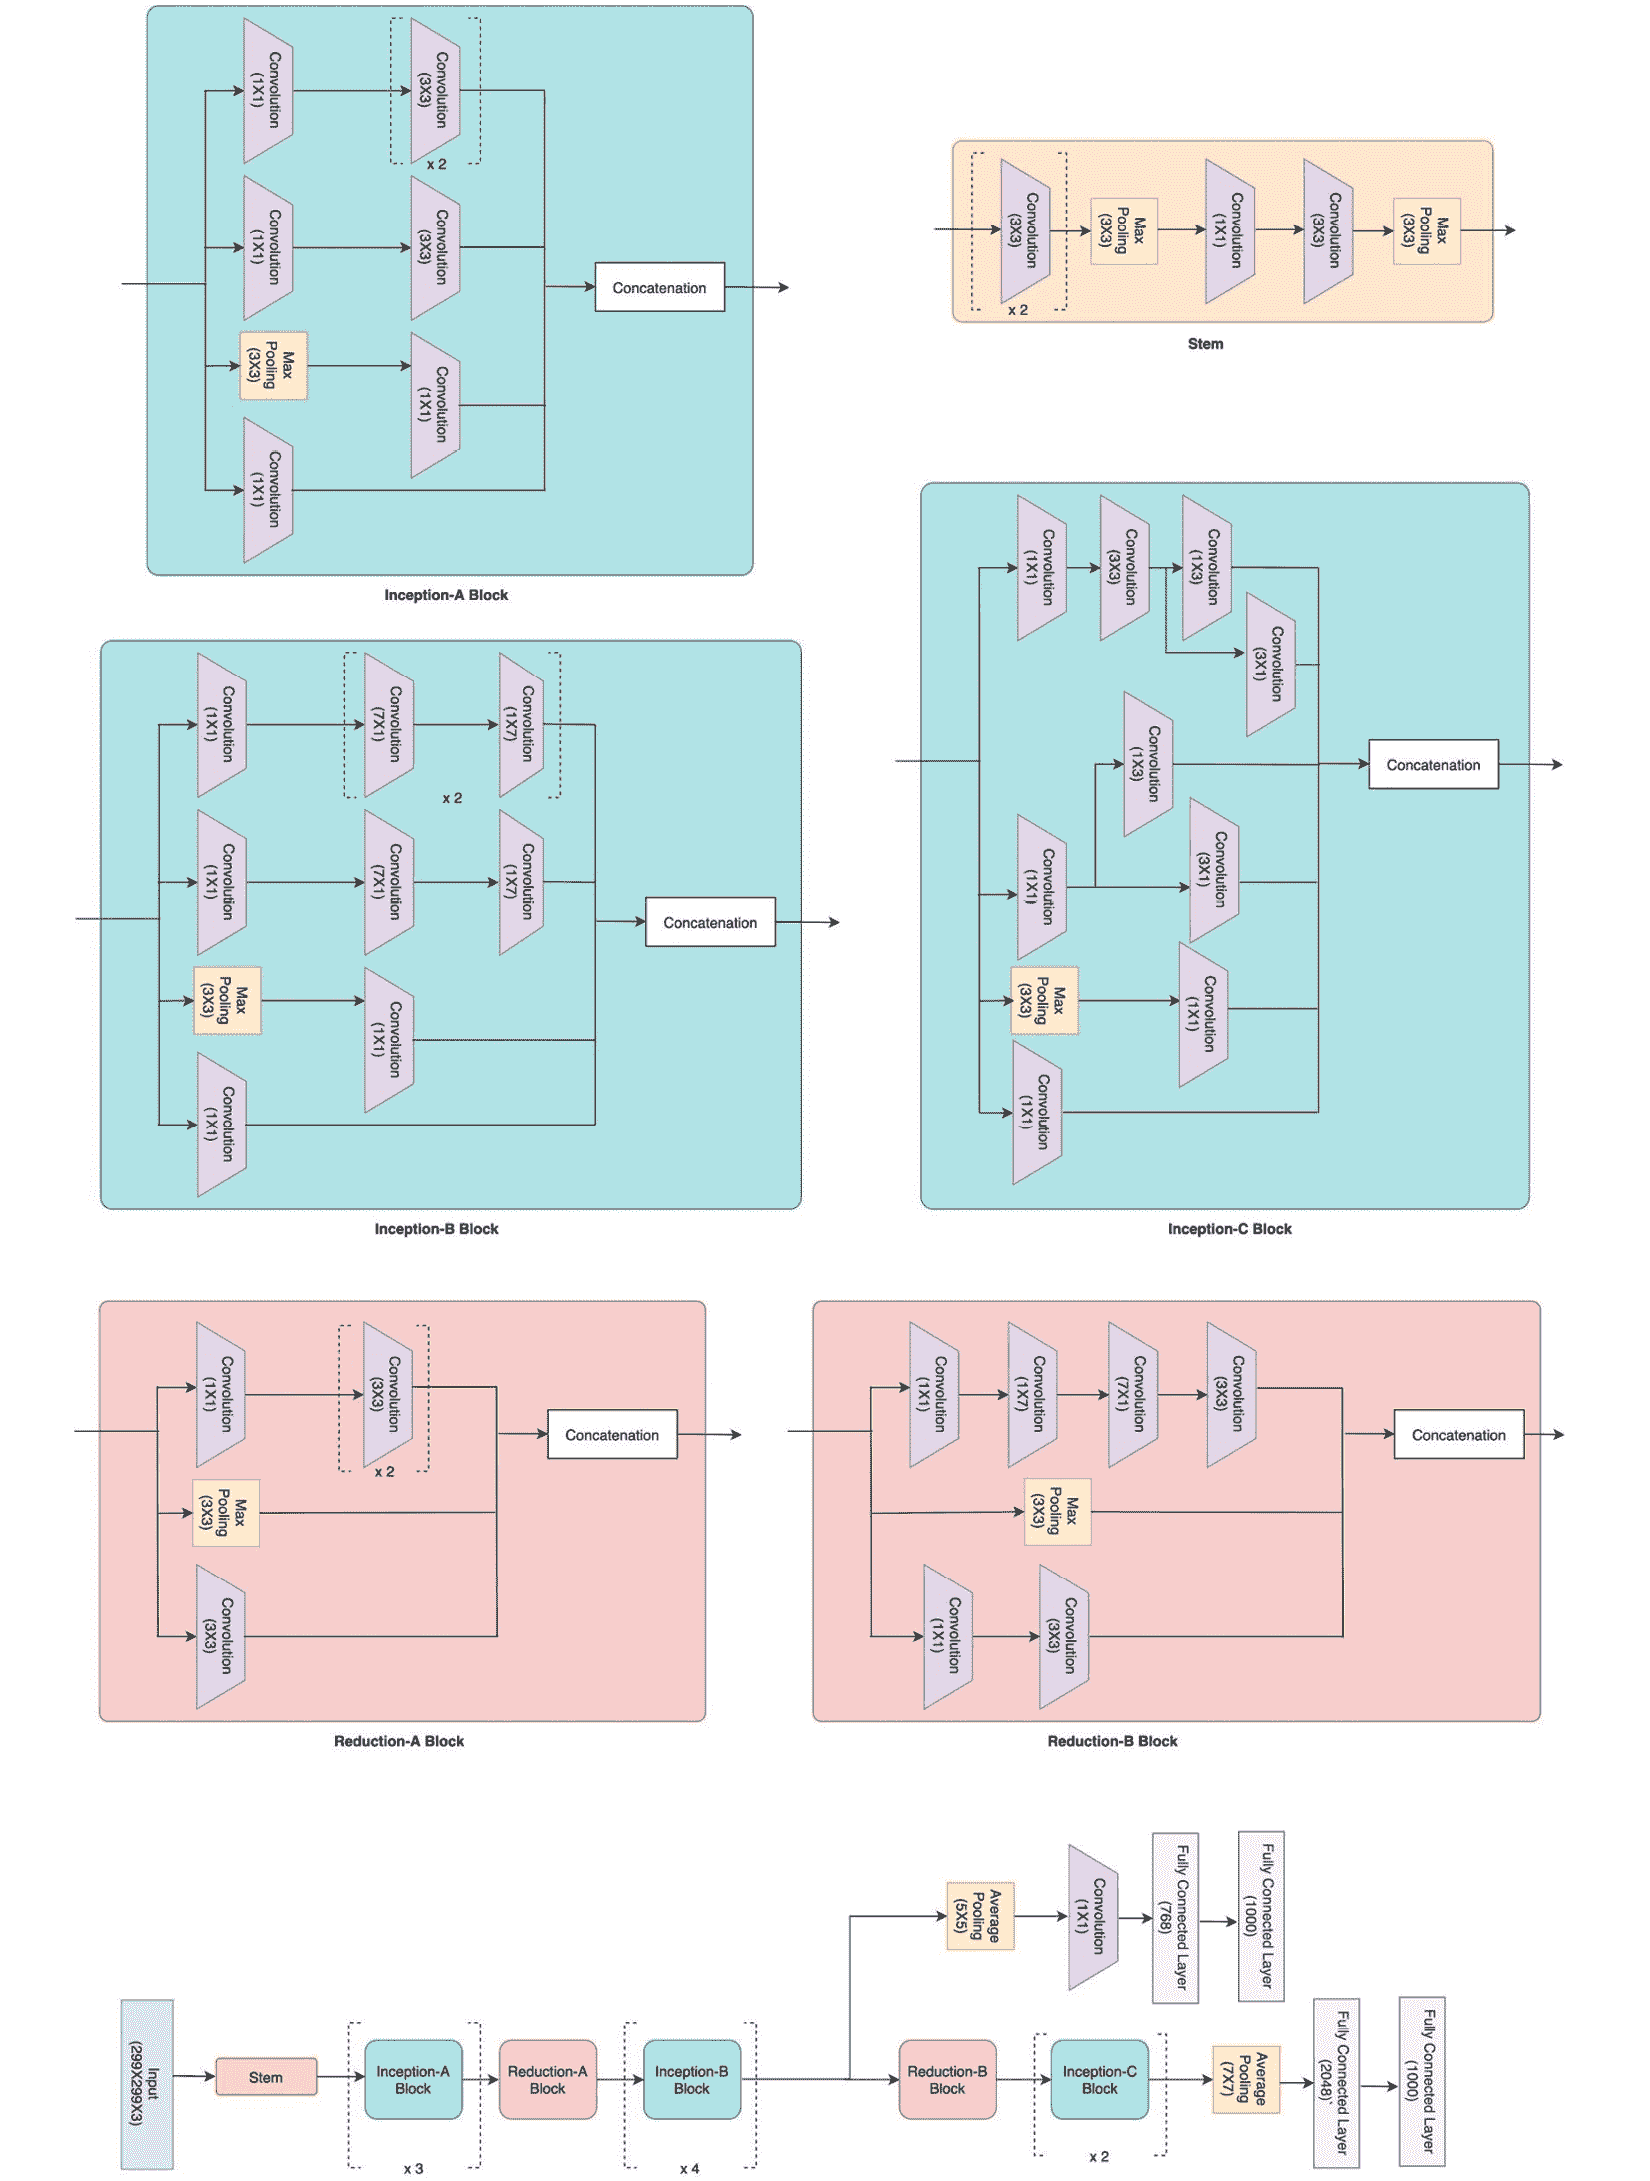 Convolution
(1X1)
Convolution
(3X3)
x 2
Convolution
(1X1)
Convolution
(3X3)
Max
Pooling
(3X3)
Convolution
(1X1)
Convolution
(1X1)
Concatenation
Inception-A Block
Convolution
(3X3)
x 2
Max
Pooling
(3X3)
Convolution
(1X1)
Convolution
(3X3)
Max
Pooling
(3X3)
Stem
Convolution
(1X1)
Convolution
(7X1)
Convolution
(1X7)
x 2
Convolution
(1X1)
Convolution
(7X1)
Convolution
(1X7)
Max
Pooling
(3X3)
Convolution
(1X1)
Convolution
(1X1)
Concatenation
Inception-B Block
Convolution
(1X1)
Convolution
(3X3)
Convolution
(1X3)
Convolution
(3X1)
Convolution
(1X3)
Convolution
(1X1)
Convolution
(3X1)
Max
Pooling
(3X3)
Convolution
(1X1)
Convolution
(1X1)
Concatenation
Inception-C Block
Convolution
(1X1)
Convolution
(3X3)
x 2
Max
Pooling
(3X3)
Convolution
(3X3)
Concatenation
Reduction-A Block
Convolution
(1X1)
Convolution
(1X7)
Convolution
(7X1)
Convolution
(3X3)
Max
Pooling
(3X3)
Convolution
(1X1)
Convolution
(3X3)
Concatenation
Reduction-B Block
Average
Pooling
(5X5)
Convolution
(1X1)
Fully Connected Layer
(768)
Fully Connected Layer
(1000)
Input
(299X299X3)
Stem
Inception-A
Block
x 3
Reduction-A
Block
Inception-B
Block
x 4
Reduction-B
Block
Inception-C
Block
x 2
Average
Pooling
(7X7)
Fully Connected Layer
(2048)`
Fully Connected Layer
(1000)